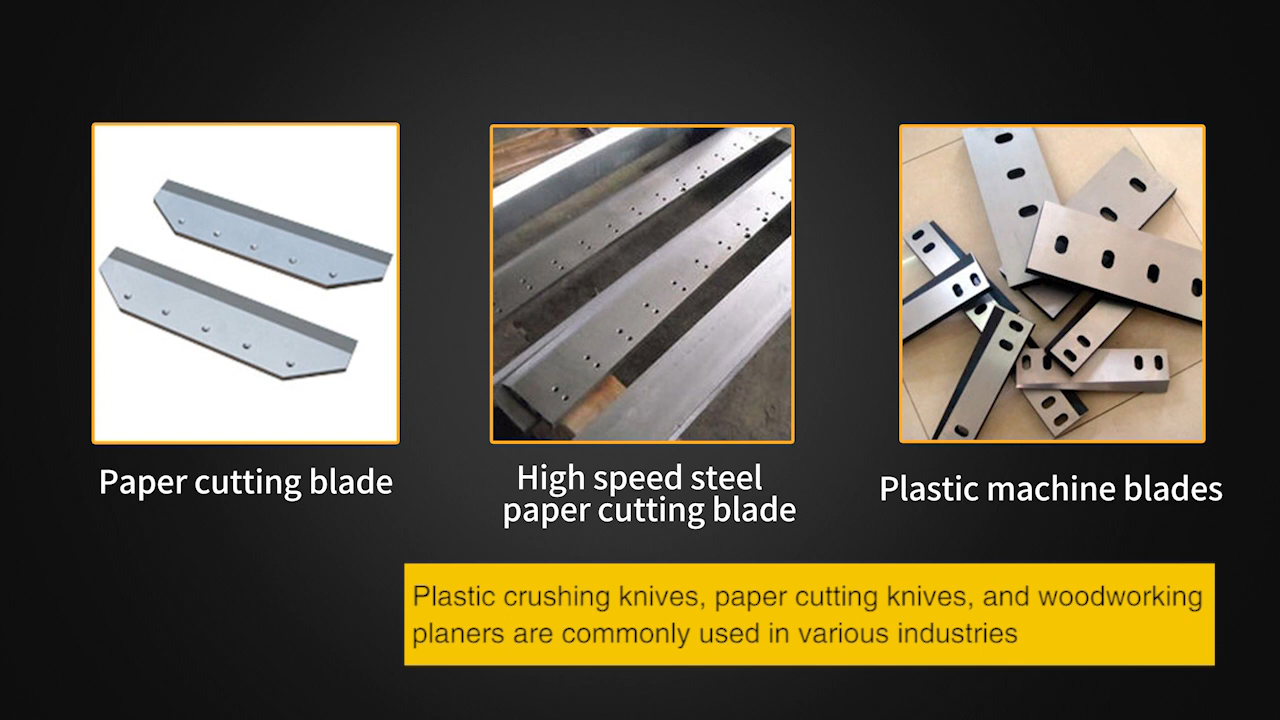 Paper cutting blade
High speed steel
paper cutting blade
Plastic machine blades
Plastic crushing knives, paper cutting knives, and woodworking
planers are commonly used in various industries